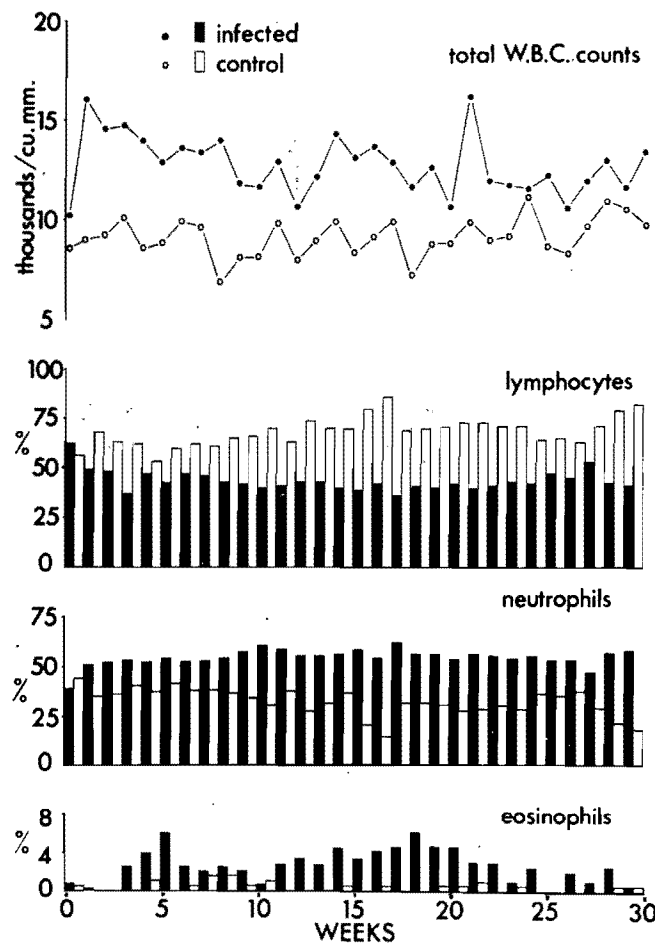 20
infected
control
total W.B.C. counts
15
thousands/cu.mm.
10
5
100
lymphocytes
75
%
50
25
0
neutrophils
75
50
%
25
0
eosinophils
8
%
4
0
0 5 10 15 20 25 30
WEEKS